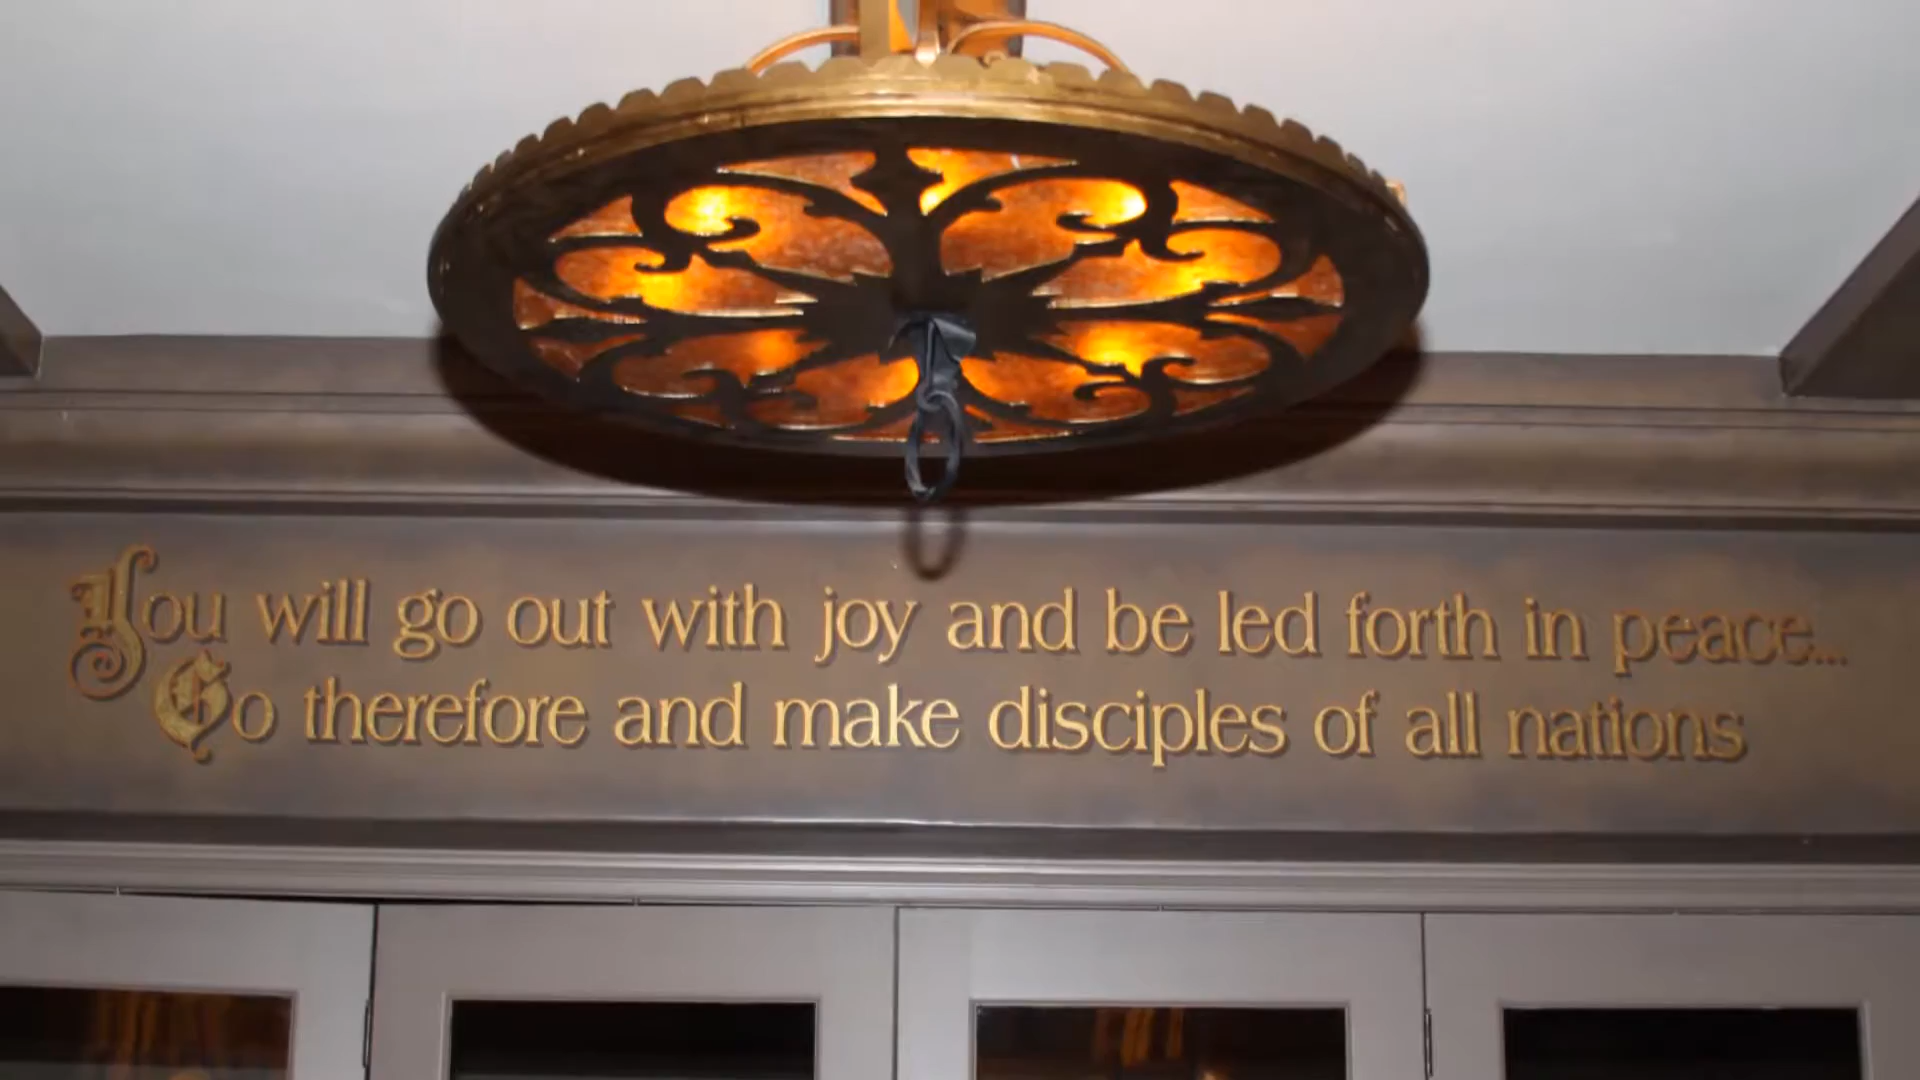 You will go out with joy and be led forth in peace...
Go therefore and make disciples of all nations